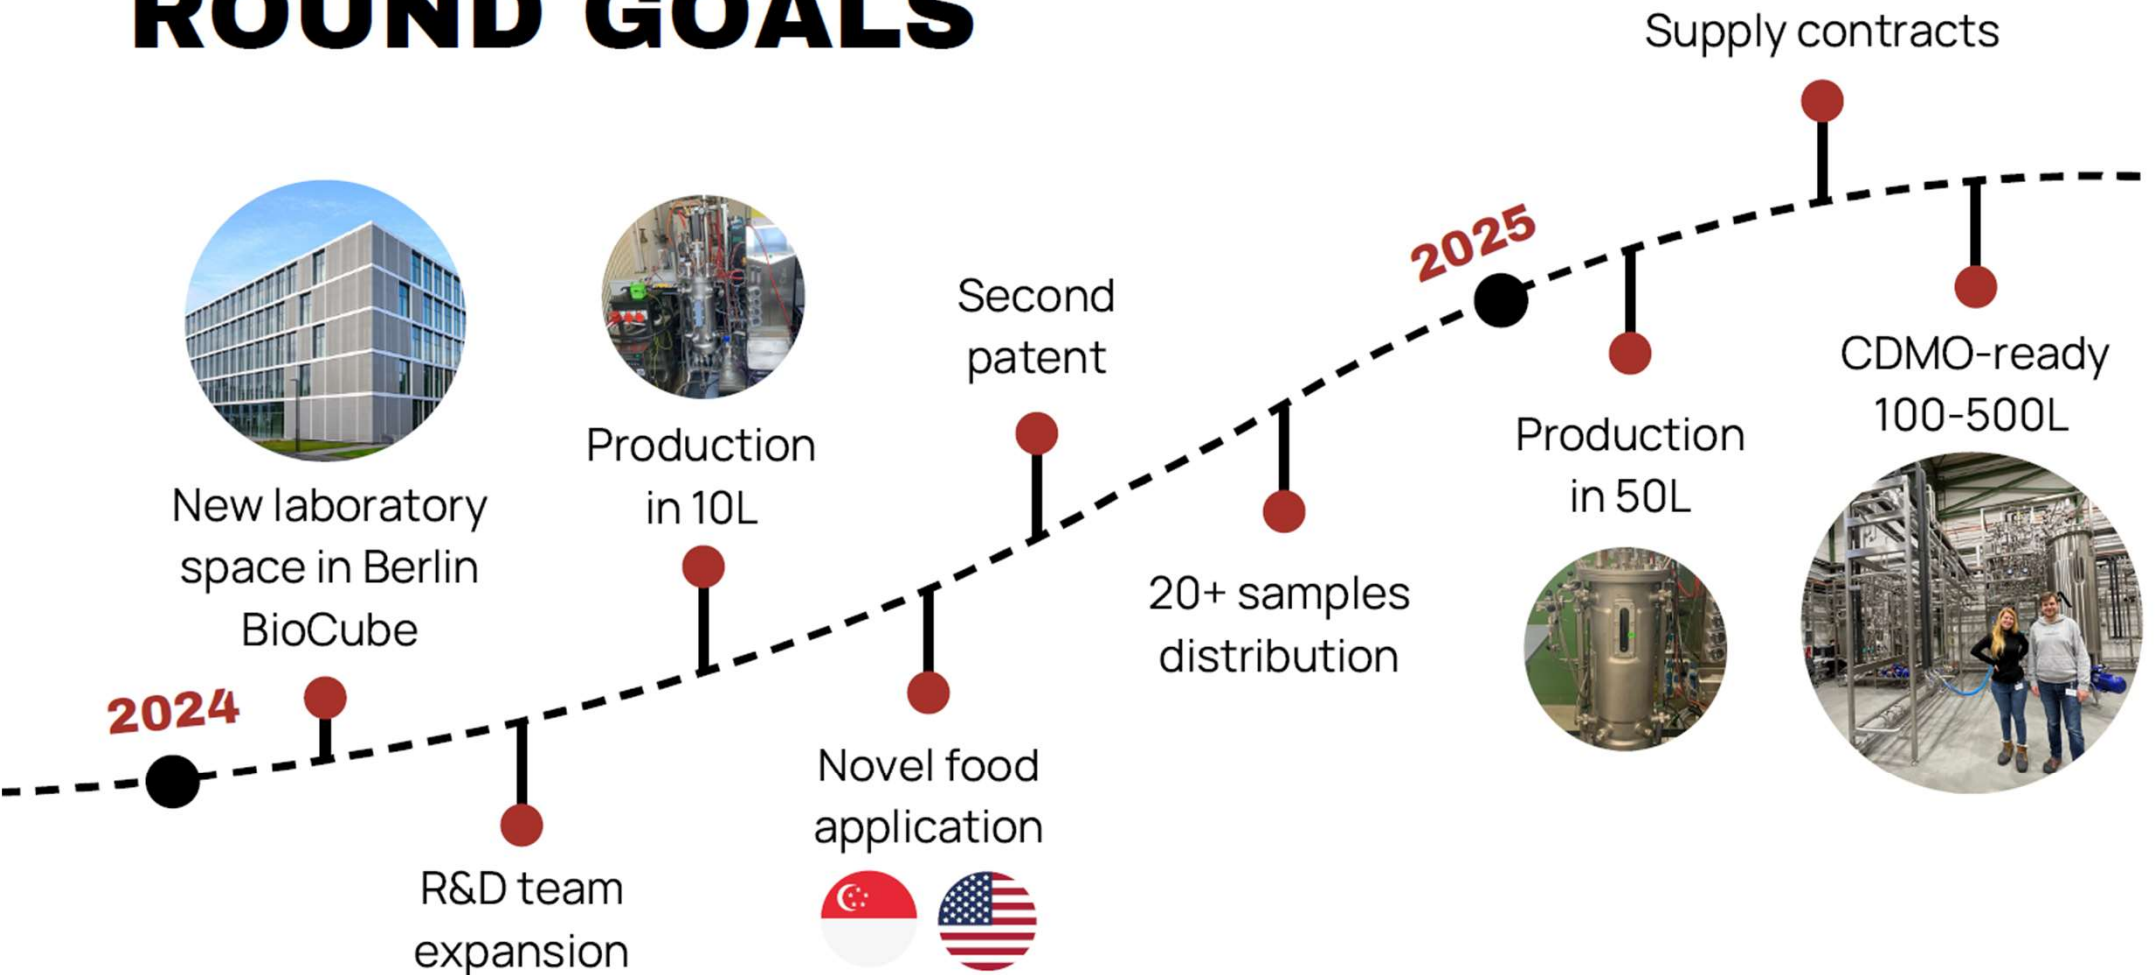 ROUND GOALS
2024
New laboratory
space in Berlin
BioCube
R&D team
expansion
Production
in 10L
Novel food
application
Second
patent
20+ samples
distribution
2025
Production
in 50L
Supply contracts
CDMO-ready
100-500L